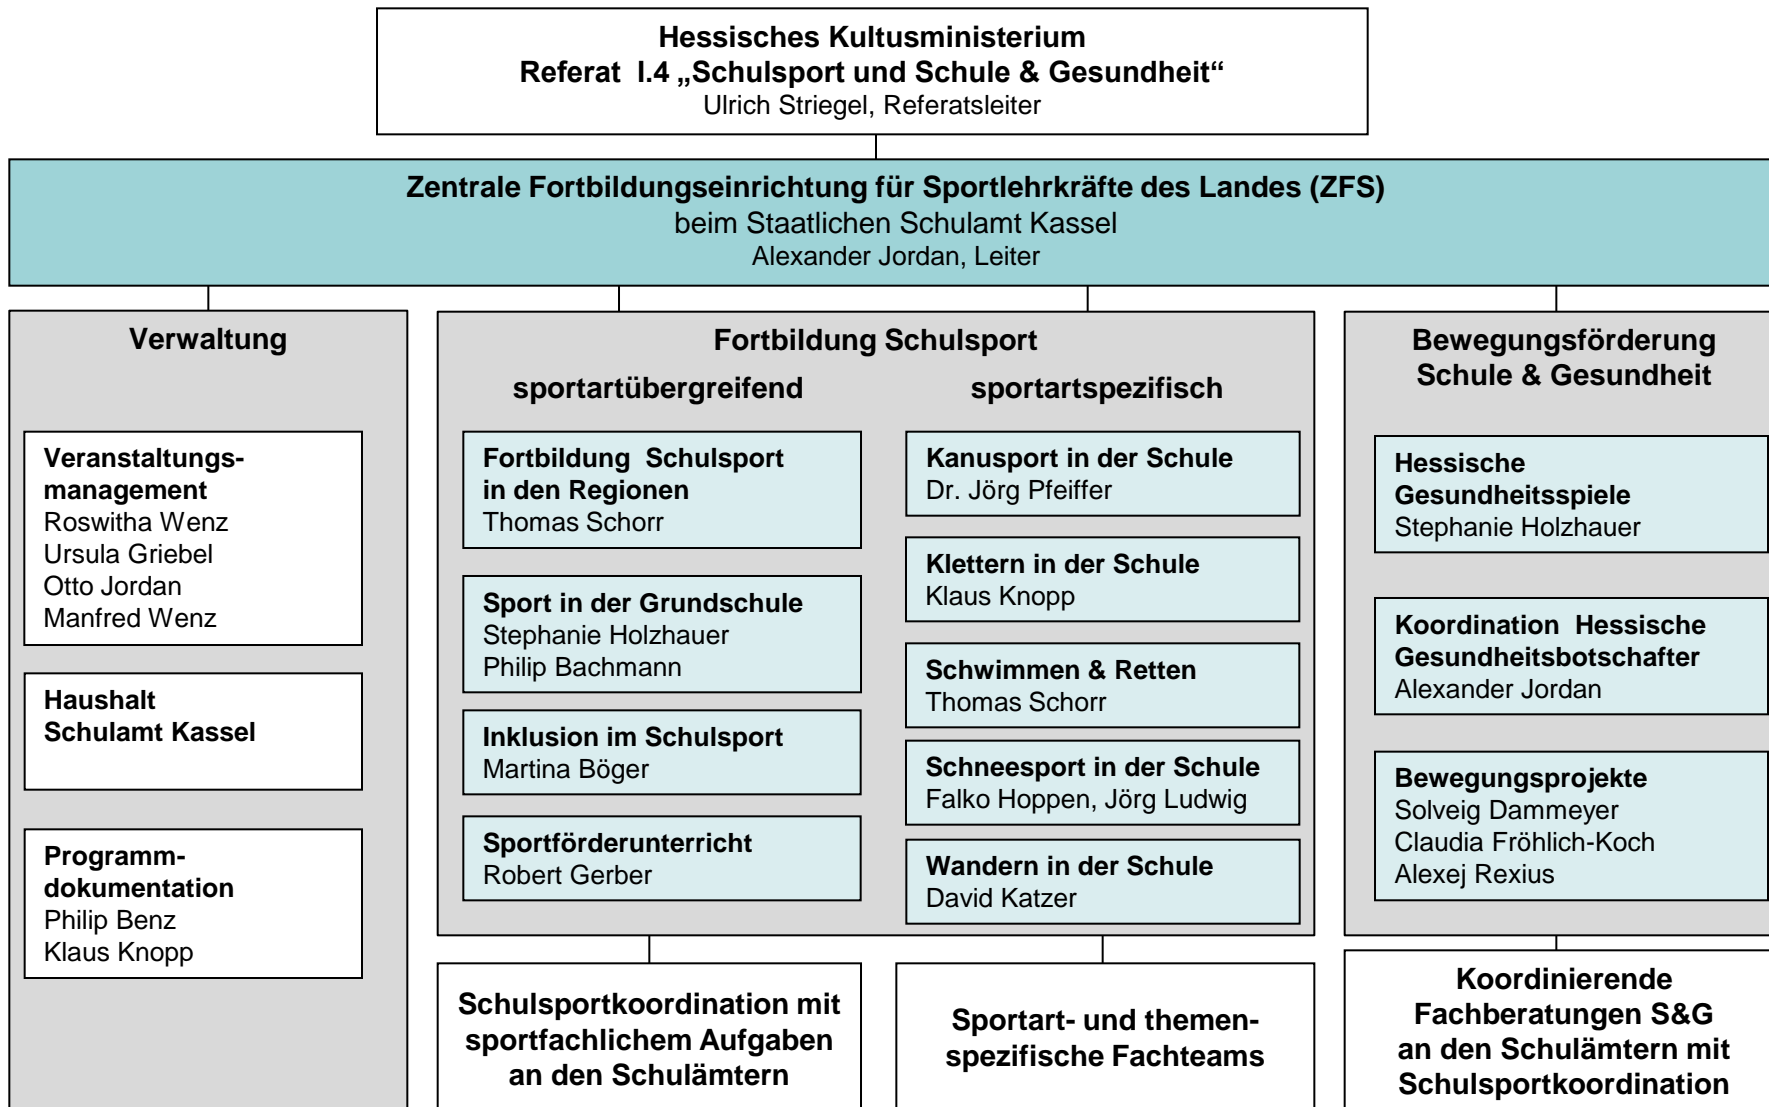 Hessisches Kultusministerium
Referat I.4 „Schulsport und Schule & Gesundheit“
Ulrich Striegel, Referatsleiter
Zentrale Fortbildungseinrichtung für Sportlehrkräfte des Landes (ZFS)
beim Staatlichen Schulamt Kassel
Alexander Jordan, Leiter
Verwaltung
Veranstaltungs-
management
Roswitha Wenz
Ursula Griebel
Otto Jordan
Manfred Wenz
Haushalt
Schulamt Kassel
Programm-
dokumentation
Philip Benz
Klaus Knopp
Fortbildung Schulsport
sportartübergreifend
Fortbildung Schulsport
in den Regionen
Thomas Schorr
Sport in der Grundschule
Stephanie Holzhauer
Philip Bachmann
Inklusion im Schulsport
Martina Böger
Sportförderunterricht
Robert Gerber
Schulsportkoordination mit
sportfachlichem Aufgaben
an den Schulämtern
sportartspezifisch
Kanusport in der Schule
Dr. Jörg Pfeiffer
Klettern in der Schule
Klaus Knopp
Schwimmen & Retten
Thomas Schorr
Schneesport in der Schule
Falko Hoppen, Jörg Ludwig
Wandern in der Schule
David Katzer
Sportart- und themen-
spezifische Fachteams
Bewegungsförderung
Schule & Gesundheit
Hessische
Gesundheitsspiele
Stephanie Holzhauer
Koordination Hessische
Gesundheitsbotschafter
Alexander Jordan
Bewegungsprojekte
Solveig Dammeyer
Claudia Fröhlich-Koch
Alexej Rexius
Koordinierende
Fachberatungen S&G
an den Schulämtern mit
Schulsportkoordination